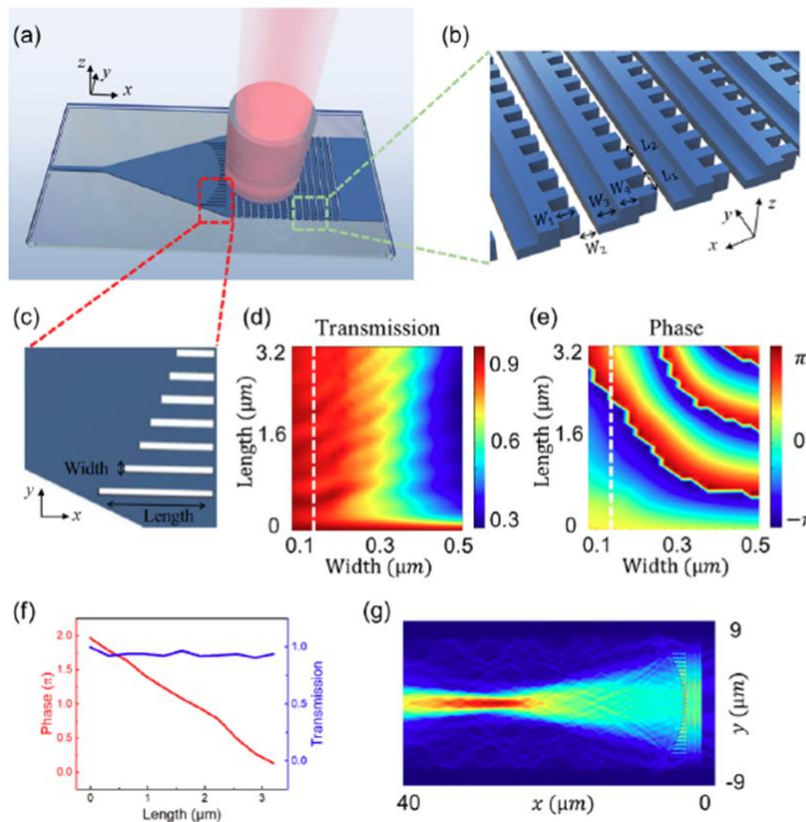 (a)
z
y
x
(b)
L₂
L₁
W₁
W₃
W₄
W₂
z
y
x
(c)
Width
Length
y
x
(d)
Transmission
Length (μm)
3.2
1.6
0
0.1 0.3 0.5
Width (μm)
0.9
0.6
0.3
(e)
Phase
Length (μm)
3.2
1.6
0
0.1 0.3 0.5
Width (μm)
π
0
−π
(f)
Phase (π)
2.0
1.5
1.0
0.5
0.0
0 1 2 3
Length (μm)
1.0
0.5
0.0
Transmission
(g)
9
y (μm)
-9
40 x (μm) 0